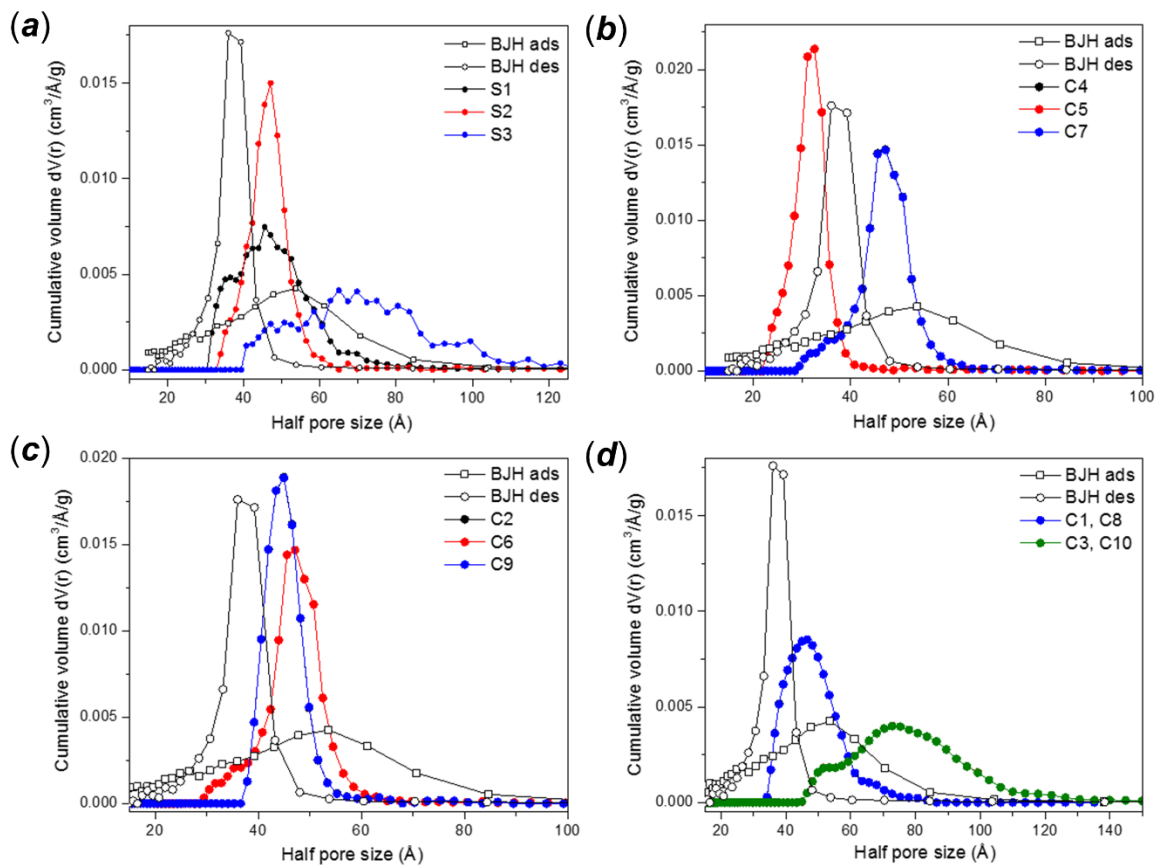 (a)
BJH ads
BJH des
S1
S2
S3
0.015
0.010
0.005
0.000
Cumulative volume dV(r) (cm³/Å/g)
20 40 60 80 100 120
Half pore size (Å)
(b)
BJH ads
BJH des
C4
C5
C7
0.020
0.015
0.010
0.005
0.000
Cumulative volume dV(r) (cm³/Å/g)
20 40 60 80 100
Half pore size (Å)
(c)
BJH ads
BJH des
C2
C6
C9
0.020
0.015
0.010
0.005
0.000
Cumulative volume dV(r) (cm³/Å/g)
20 40 60 80 100
Half pore size (Å)
(d)
BJH ads
BJH des
C1, C8
C3, C10
0.015
0.010
0.005
0.000
Cumulative volume dV(r) (cm³/Å/g)
20 40 60 80 100 120 140
Half pore size (Å)